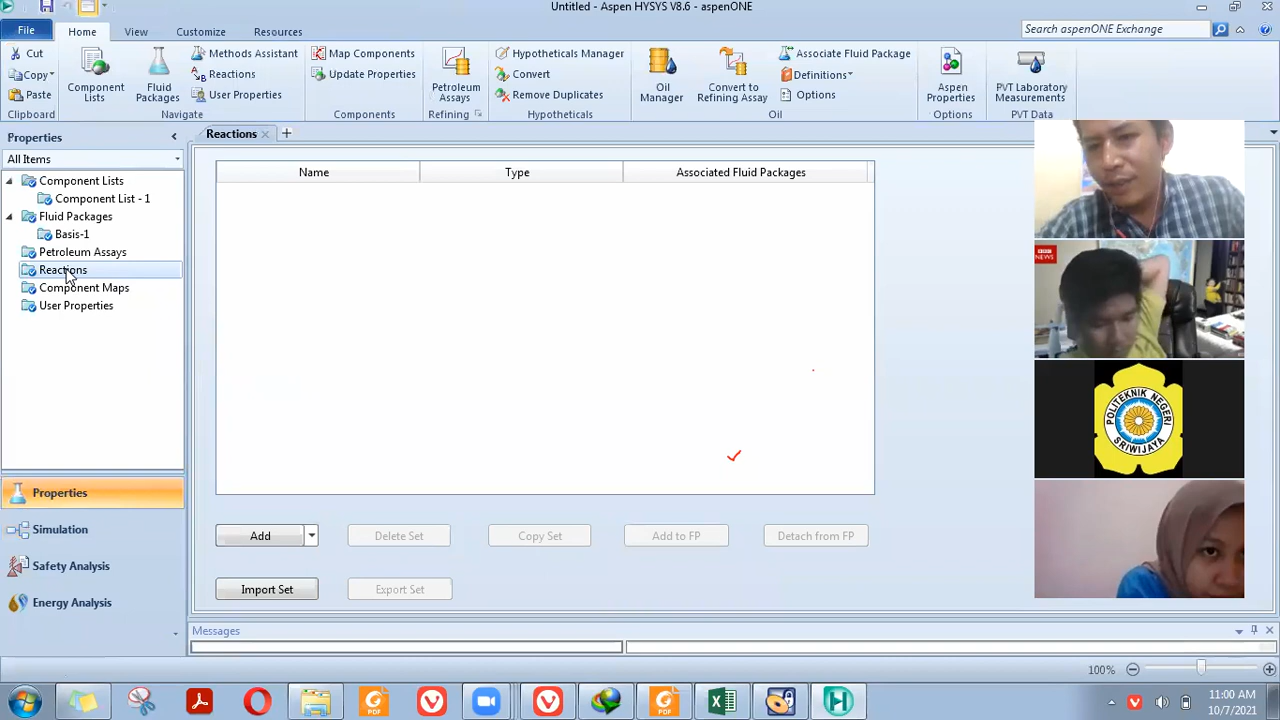 Untitled - Aspen HYSYS V8.6 - aspenONE
File
Home
View
Customize
Resources
Search aspenONE Exchange
Cut
Copy
Paste
Clipboard
Component Lists
Fluid Packages
Methods Assistant
Reactions
User Properties
Navigate
Map Components
Update Properties
Components
Petroleum Assays
Refining
Hypotheticals Manager
Convert
Remove Duplicates
Hypotheticals
Oil Manager
Convert to Refining Assay
Associate Fluid Package
Definitions
Options
Oil
Aspen Properties
Options
PVT Laboratory Measurements
PVT Data
Properties
All Items
Component Lists
Component List - 1
Fluid Packages
Basis-1
Petroleum Assays
Reactions
Component Maps
User Properties
Properties
Simulation
Safety Analysis
Energy Analysis
Reactions
Name
Type
Associated Fluid Packages
Add
Delete Set
Copy Set
Add to FP
Detach from FP
Import Set
Export Set
BBC
NEWS
POLITEKNIK NEGERI
SRIWIJAYA
Messages
100%
PDF
PDF
11:00 AM
10/7/2021